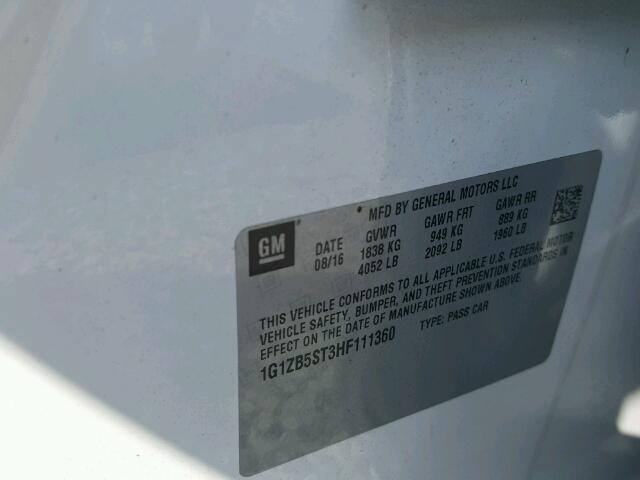 MFD BY GENERAL MOTORS LLC
GM® DATE GVWR GAWR FRT GAWR RR
08/16 1838 KG 949 KG 889 KG
4052 LB 2092 LB 1960 LB
THIS VEHICLE CONFORMS TO ALL APPLICABLE U.S. FEDERAL MOTOR
VEHICLE SAFETY, BUMPER, AND THEFT PREVENTION STANDARDS IN
EFFECT ON THE DATE OF MANUFACTURE SHOWN ABOVE.
1G1ZB5ST3HF111360 TYPE: PASS CAR